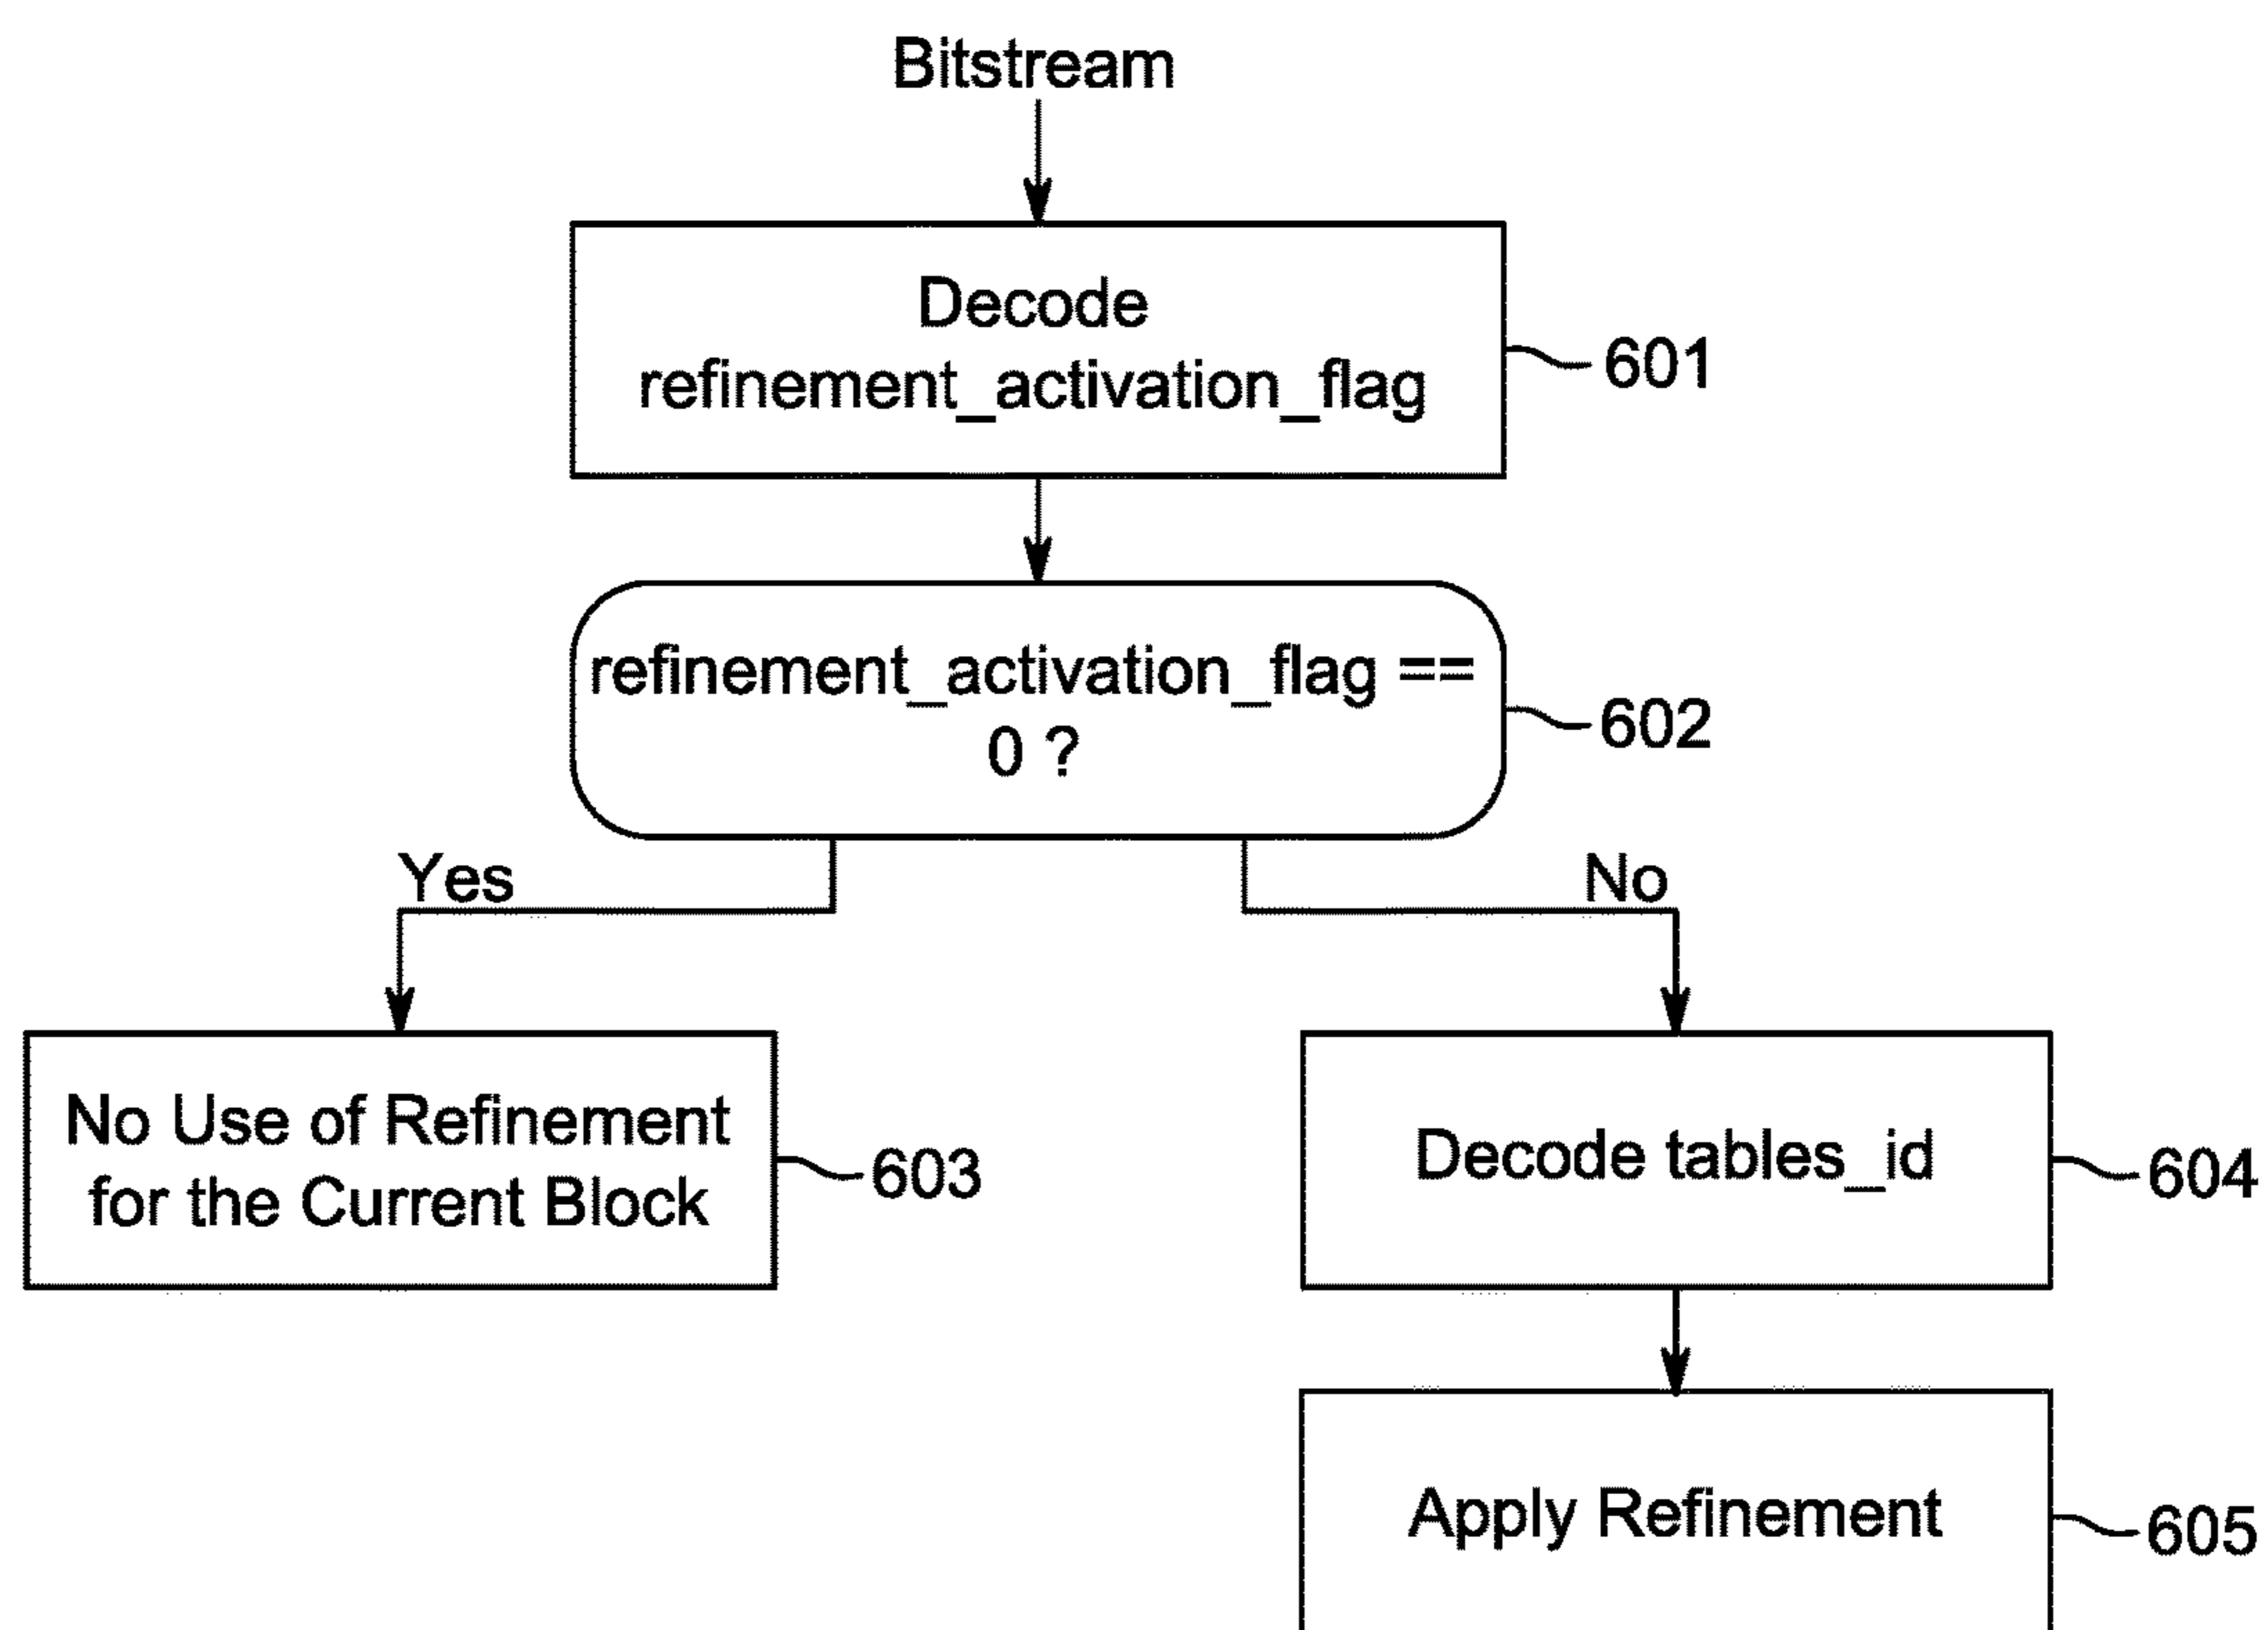 Bitstream
Decode
refinement_activation_flag
601
refinement_activation_flag ==
0 ?
602
Yes
No
No Use of Refinement
for the Current Block
603
Decode tables_id
604
Apply Refinement
605